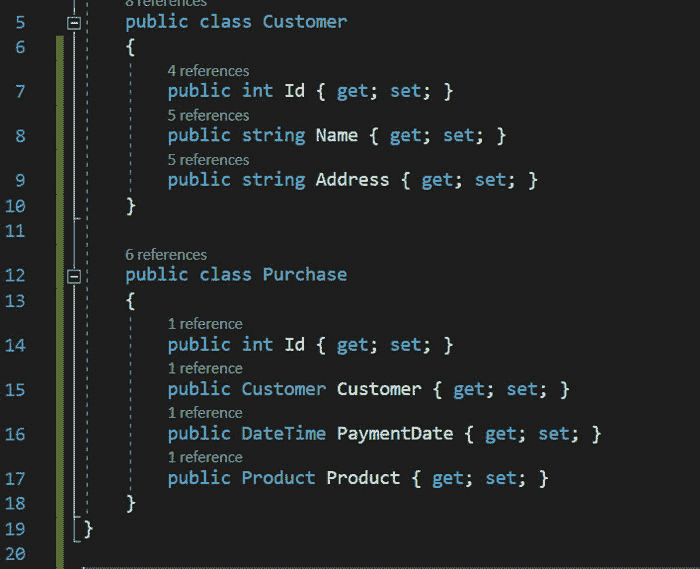 8 references
5 public class Customer
6 {
4 references
7 public int Id { get; set; }
5 references
8 public string Name { get; set; }
5 references
9 public string Address { get; set; }
10 }
11
6 references
12 public class Purchase
13 {
1 reference
14 public int Id { get; set; }
1 reference
15 public Customer Customer { get; set; }
1 reference
16 public DateTime PaymentDate { get; set; }
1 reference
17 public Product Product { get; set; }
18 }
19 }
20